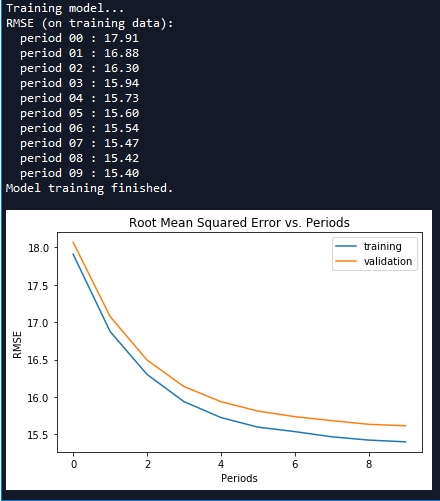 Training model...
RMSE (on training data):
period 00 : 17.91
period 01 : 16.88
period 02 : 16.30
period 03 : 15.94
period 04 : 15.73
period 05 : 15.60
period 06 : 15.54
period 07 : 15.47
period 08 : 15.42
period 09 : 15.40
Model training finished.
Root Mean Squared Error vs. Periods
training
validation
18.0
17.5
17.0
16.5
16.0
15.5
RMSE
0 2 4 6 8
Periods